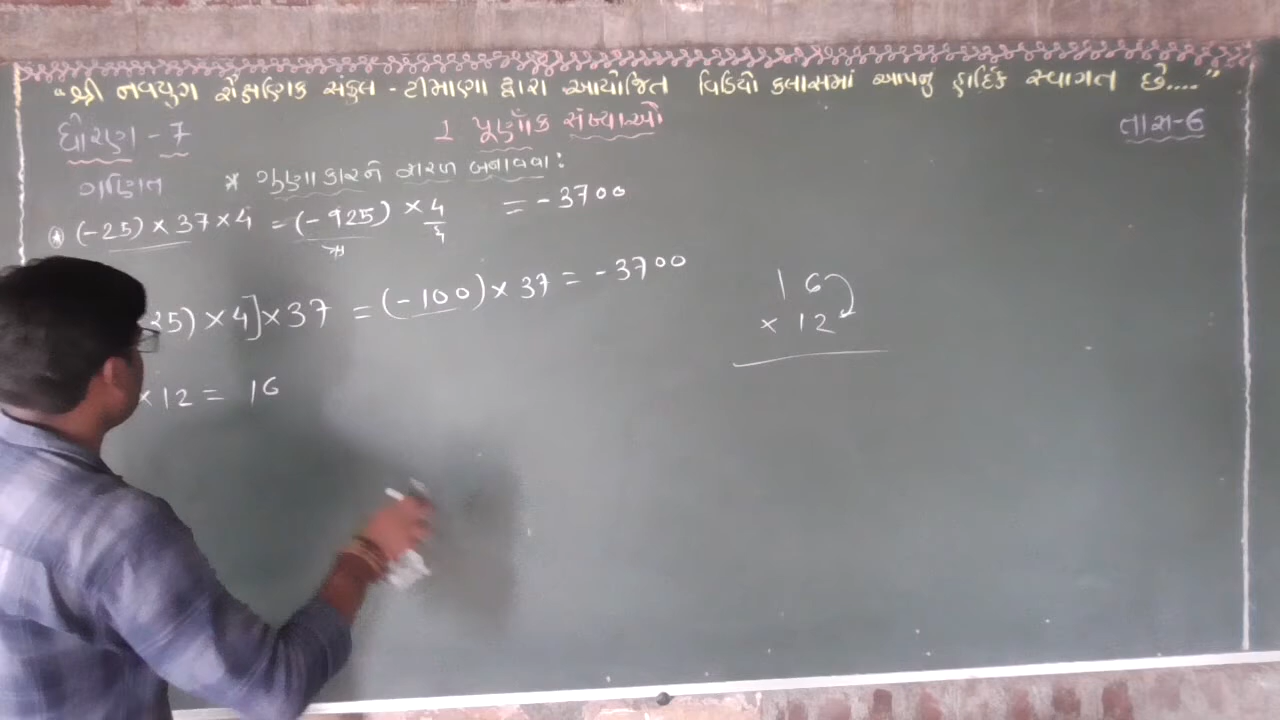 "શ્રી નવયુગ શૈક્ષણિક સંકુલ - ટીમાણા દ્વારા આયોજિત વિડિયો ક્લાસમાં આપનું હાર્દિક સ્વાગત છે...."
ધોરણ - 7
1 પૂર્ણાંક સંખ્યાઓ
તાસ-6
ગણિત
* ગુણાકારને સરળ બનાવવા :
* (-25) × 37 × 4 = (-925) × 4 = -3700
25) × 4] × 37 = (-100) × 37 = -3700
× 12 = 16
16
× 12